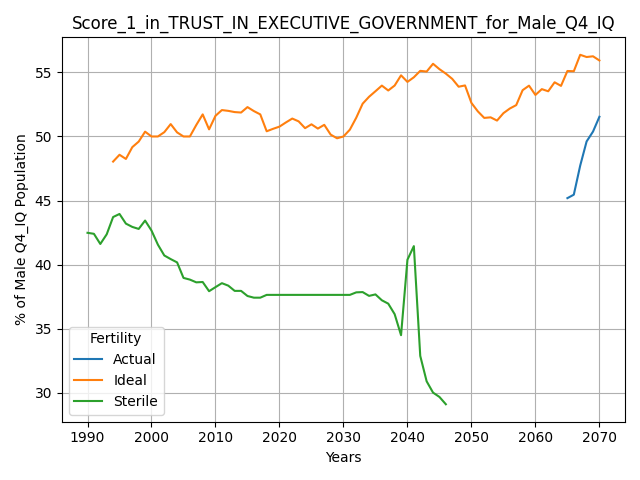 Score_1_in_TRUST_IN_EXECUTIVE_GOVERNMENT_for_Male_Q4_IQ
% of Male Q4_IQ Population
55
50
45
40
35
30
Fertility
Actual
Ideal
Sterile
1990 2000 2010 2020 2030 2040 2050 2060 2070
Years